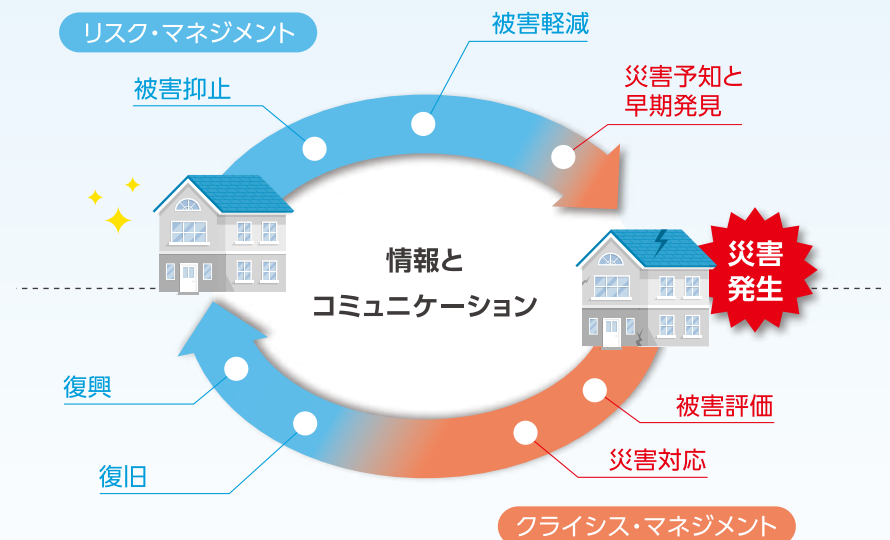 リスク・マネジメント
被害軽減
被害抑止
災害予知と
早期発見
災害
発生
情報と
コミュニケーション
復興
被害評価
復旧
災害対応
クライシス・マネジメント